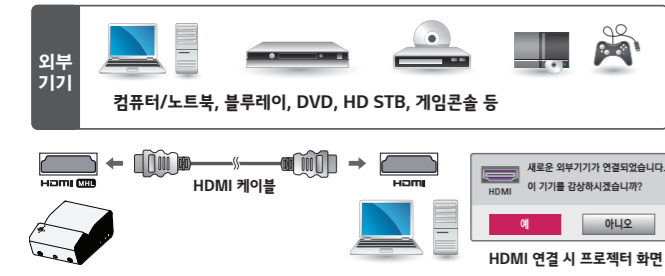 외부
기기
컴퓨터/노트북, 블루레이, DVD, HD STB, 게임콘솔 등
HDMI MHL
HDMI 케이블
HDMI
HDMI
새로운 외부기기가 연결되었습니다.
이 기기를 감상하시겠습니까?
예
아니오
HDMI 연결 시 프로젝터 화면